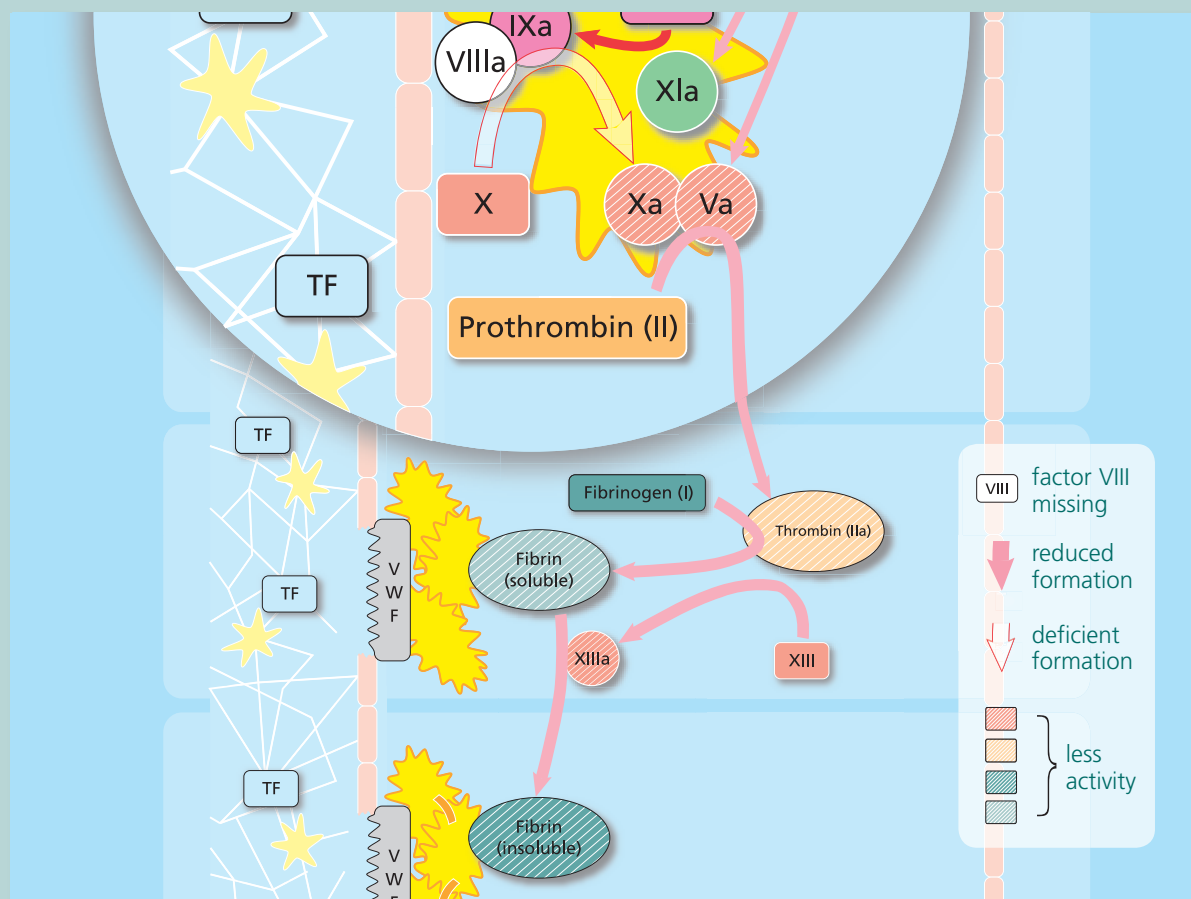 IXa
VIIIa
XIa
X
Xa
Va
TF
Prothrombin (II)
TF
Fibrinogen (I)
Thrombin (IIa)
Fibrin
(soluble)
V
W
F
TF
XIIIa
XIII
TF
Fibrin
(insoluble)
V
W
F
VIII
factor VIII
missing
reduced
formation
deficient
formation
less
activity